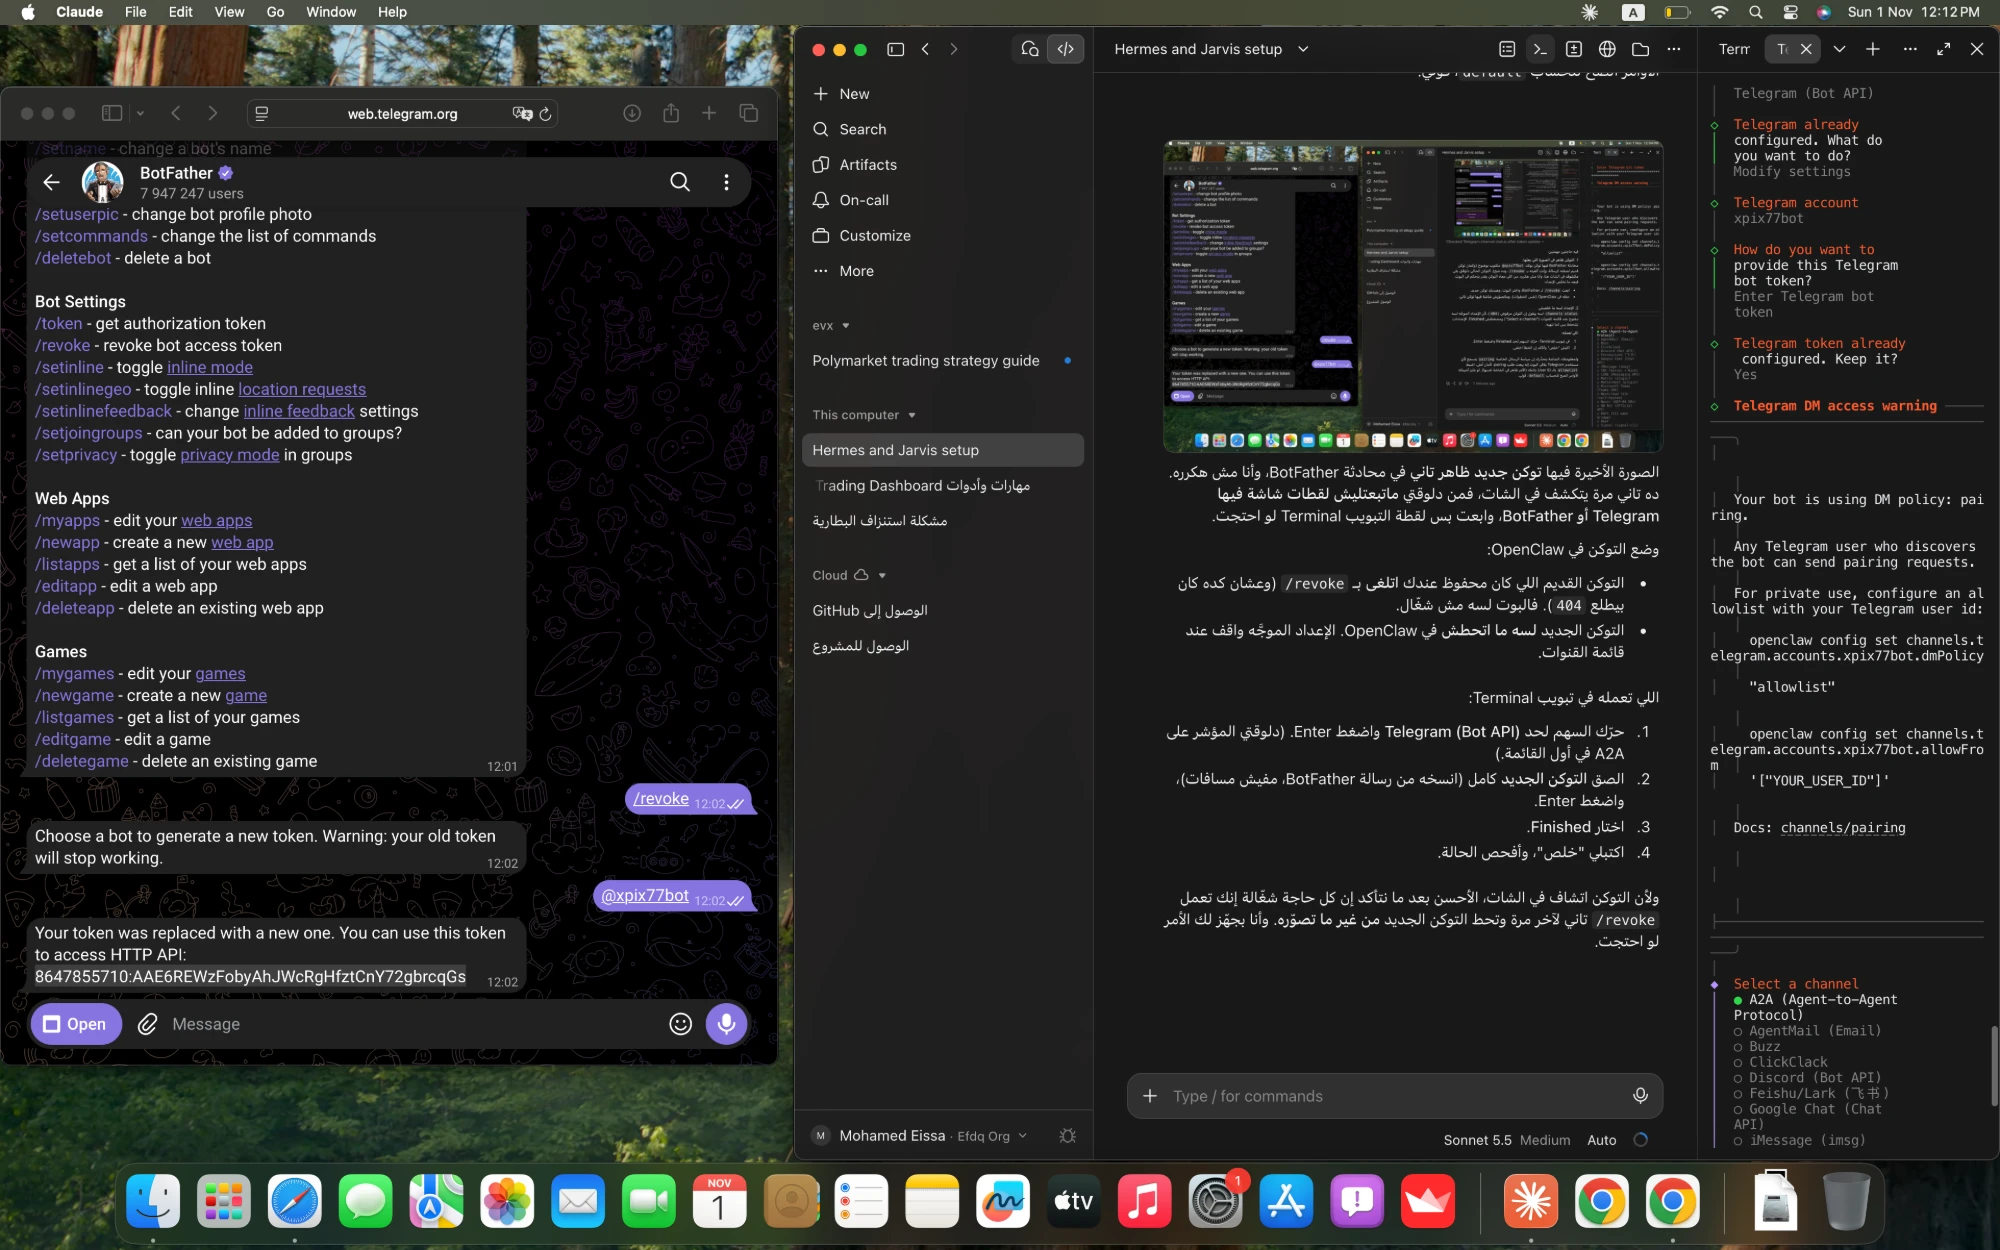 Claude File Edit View Go Window Help
A Sun 1 Nov 12:12 PM
web.telegram.org
/setname - change a bot's name
BotFather
7 947 247 users
/setuserpic - change bot profile photo
/setcommands - change the list of commands
/deletebot - delete a bot
Bot Settings
/token - get authorization token
/revoke - revoke bot access token
/setinline - toggle inline mode
/setinlinegeo - toggle inline location requests
/setinlinefeedback - change inline feedback settings
/setjoingroups - can your bot be added to groups?
/setprivacy - toggle privacy mode in groups
Web Apps
/myapps - edit your web apps
/newapp - create a new web app
/listapps - get a list of your web apps
/editapp - edit a web app
/deleteapp - delete an existing web app
Games
/mygames - edit your games
/newgame - create a new game
/listgames - get a list of your games
/editgame - edit a game
/deletegame - delete an existing game
12:01
/revoke 12:02
Choose a bot to generate a new token. Warning: your old token
will stop working.
12:02
@xpix77bot 12:02
Your token was replaced with a new one. You can use this token
to access HTTP API:
8647855710:AAE6REWzFobyAhJWcRgHfztCnY72gbrcqGs 12:02
Open Message
New
Search
Artifacts
On-call
Customize
More
evx
Polymarket trading strategy guide
This computer
Hermes and Jarvis setup
مهارات وأدوات Trading Dashboard
مشكلة استنزاف البطارية
Cloud
الوصول إلى GitHub
الوصول للمشروع
M Mohamed Eissa · Efdq Org
Hermes and Jarvis setup
الصورة الأخيرة فيها توكن جديد ظاهر تاني في محادثة BotFather، وأنا مش هكرره.
ده تاني مرة يتكشف في الشات، فمن دلوقتي ماتبعتليش لقطات شاشة فيها
Telegram أو BotFather، وابعت بس لقطة التبويب Terminal لو احتجت.
وضع التوكن في OpenClaw:
• التوكن القديم اللي كان محفوظ عندك اتلغى بـ /revoke (وعشان كده كان
بيطلع 404). فالبوت لسه مش شغّال.
• التوكن الجديد لسه ما اتحطش في OpenClaw. الإعداد الموجَّه واقف عند
قائمة القنوات.
اللي تعمله في تبويب Terminal:
1. حرّك السهم لحد Telegram (Bot API) واضغط Enter. (دلوقتي المؤشر على
A2A في أول القائمة.)
2. الصق التوكن الجديد كامل (انسخه من رسالة BotFather، مفيش مسافات)،
واضغط Enter.
3. اختار Finished.
4. اكتبلي "خلص"، وأفحص الحالة.
ولأن التوكن اتشاف في الشات، الأحسن بعد ما نتأكد إن كل حاجة شغّالة إنك تعمل
/revoke تاني لآخر مرة وتحط التوكن الجديد من غير ما تصوّره. وأنا بجهّز لك الأمر
لو احتجت.
Type / for commands
Sonnet 5.5 Medium Auto
Term
Telegram (Bot API)
Telegram already
configured. What do
you want to do?
Modify settings
Telegram account
xpix77bot
How do you want to
provide this Telegram
bot token?
Enter Telegram bot
token
Telegram token already
configured. Keep it?
Yes
Telegram DM access warning
Your bot is using DM policy: pai
ring.
Any Telegram user who discovers
the bot can send pairing requests.
For private use, configure an al
lowlist with your Telegram user id:
openclaw config set channels.t
elegram.accounts.xpix77bot.dmPolicy
"allowlist"
openclaw config set channels.t
elegram.accounts.xpix77bot.allowFro
m
'["YOUR_USER_ID"]'
Docs: channels/pairing
Select a channel
A2A (Agent-to-Agent
Protocol)
AgentMail (Email)
Buzz
ClickClack
Discord (Bot API)
Feishu/Lark (飞书)
Google Chat (Chat
API)
iMessage (imsg)
NOV
1
tv
1